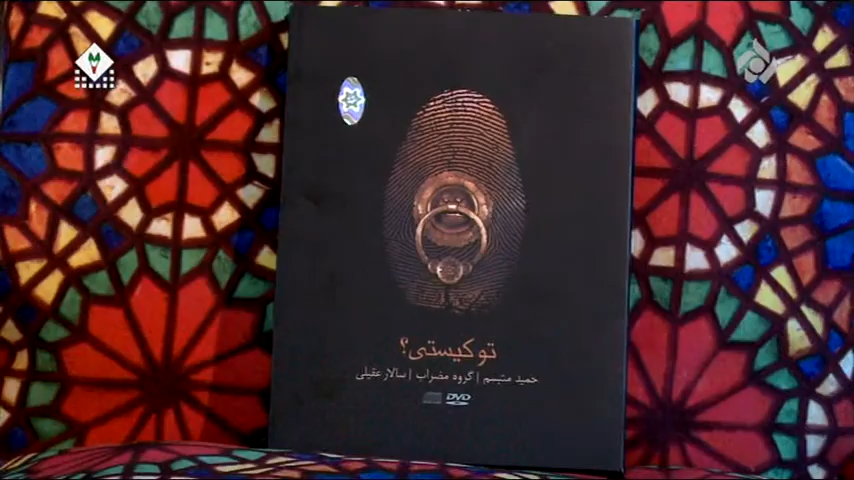 تو کیستی؟
حمید متبسم | گروه مضراب | سالار عقیلی
DVD